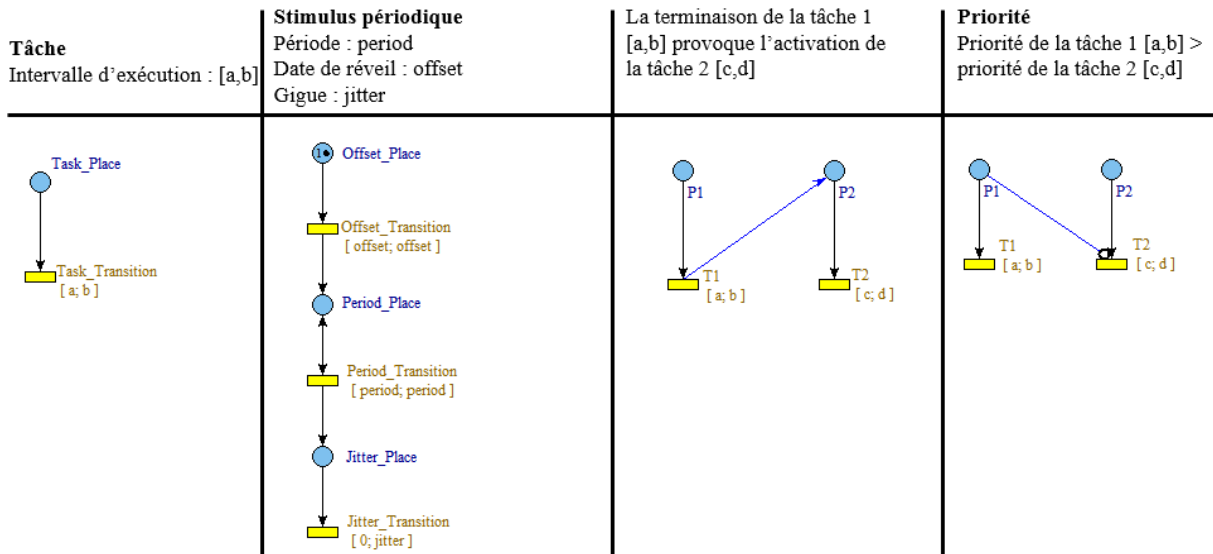 Tâche
Intervalle d'exécution : [a,b]
Stimulus périodique
Période : period
Date de réveil : offset
Gigue : jitter
La terminaison de la tâche 1
[a,b] provoque l'activation de
la tâche 2 [c,d]
Priorité
Priorité de la tâche 1 [a,b] >
priorité de la tâche 2 [c,d]
Task_Place
Task_Transition
[ a; b ]
1
Offset_Place
Offset_Transition
[ offset; offset ]
Period_Place
Period_Transition
[ period; period ]
Jitter_Place
Jitter_Transition
[ 0; jitter ]
P1
P2
T1
[ a; b ]
T2
[ c; d ]
P1
P2
T1
[ a; b ]
T2
[ c; d ]